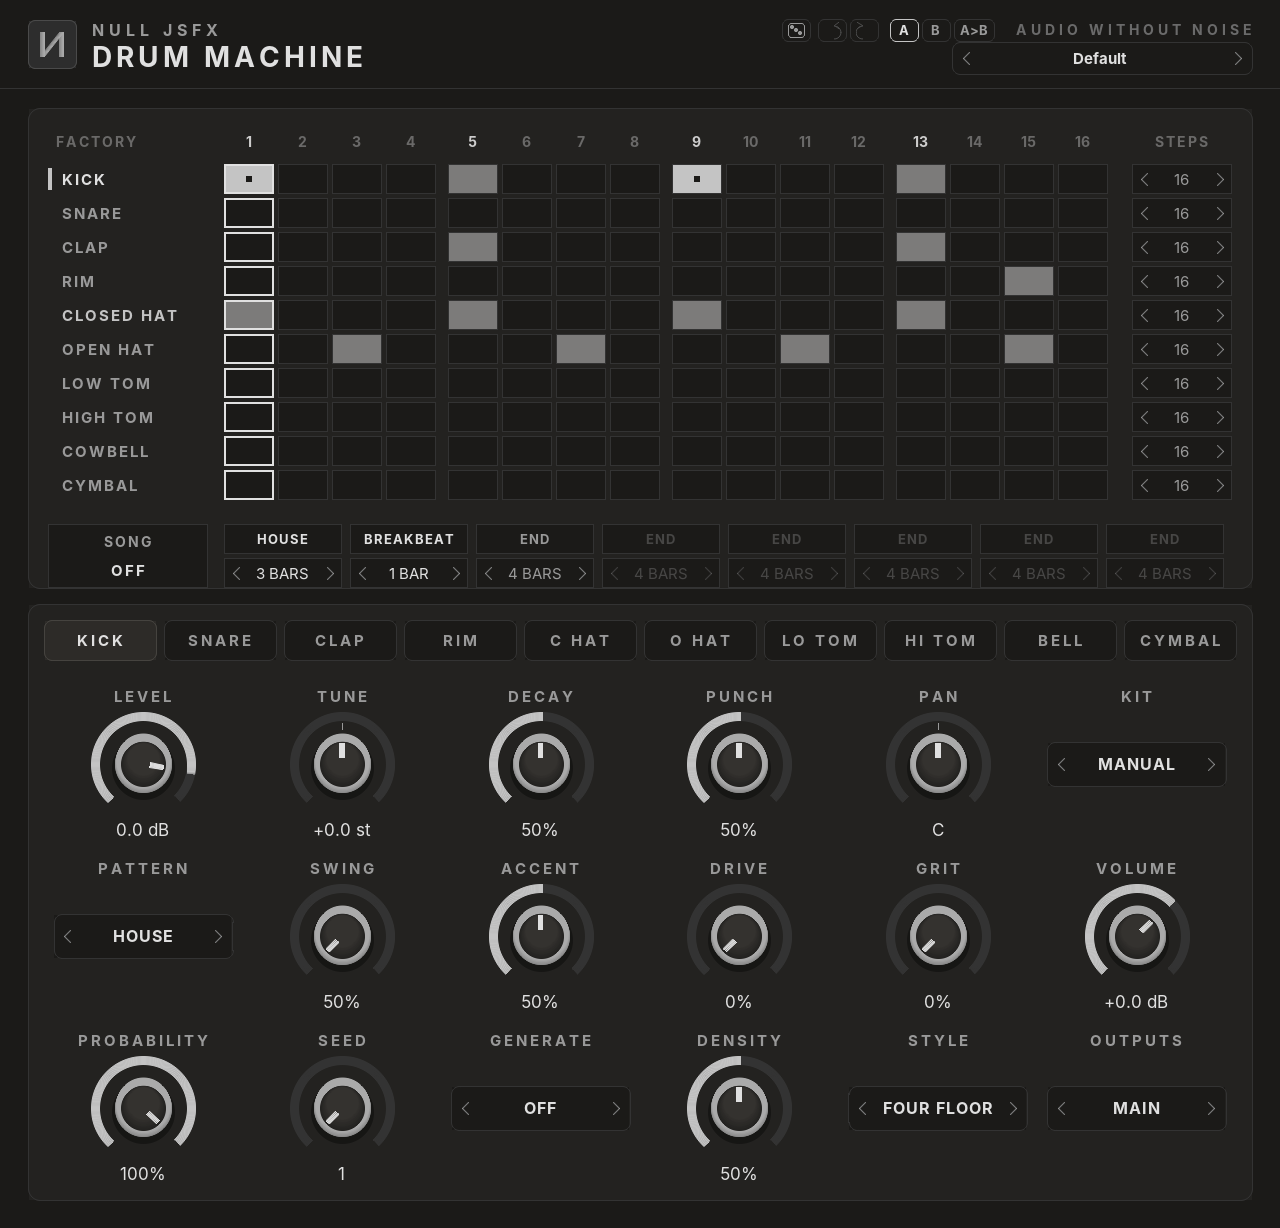 NULL JSFX
DRUM MACHINE
A B A>B AUDIO WITHOUT NOISE
Default
FACTORY 1 2 3 4 5 6 7 8 9 10 11 12 13 14 15 16 STEPS
KICK 16
SNARE 16
CLAP 16
RIM 16
CLOSED HAT 16
OPEN HAT 16
LOW TOM 16
HIGH TOM 16
COWBELL 16
CYMBAL 16
SONG HOUSE BREAKBEAT END END END END END END
OFF 3 BARS 1 BAR 4 BARS 4 BARS 4 BARS 4 BARS 4 BARS 4 BARS
KICK SNARE CLAP RIM C HAT O HAT LO TOM HI TOM BELL CYMBAL
LEVEL TUNE DECAY PUNCH PAN KIT
MANUAL
0.0 dB +0.0 st 50% 50% C
PATTERN SWING ACCENT DRIVE GRIT VOLUME
HOUSE
50% 50% 0% 0% +0.0 dB
PROBABILITY SEED GENERATE DENSITY STYLE OUTPUTS
OFF FOUR FLOOR MAIN
100% 1 50%